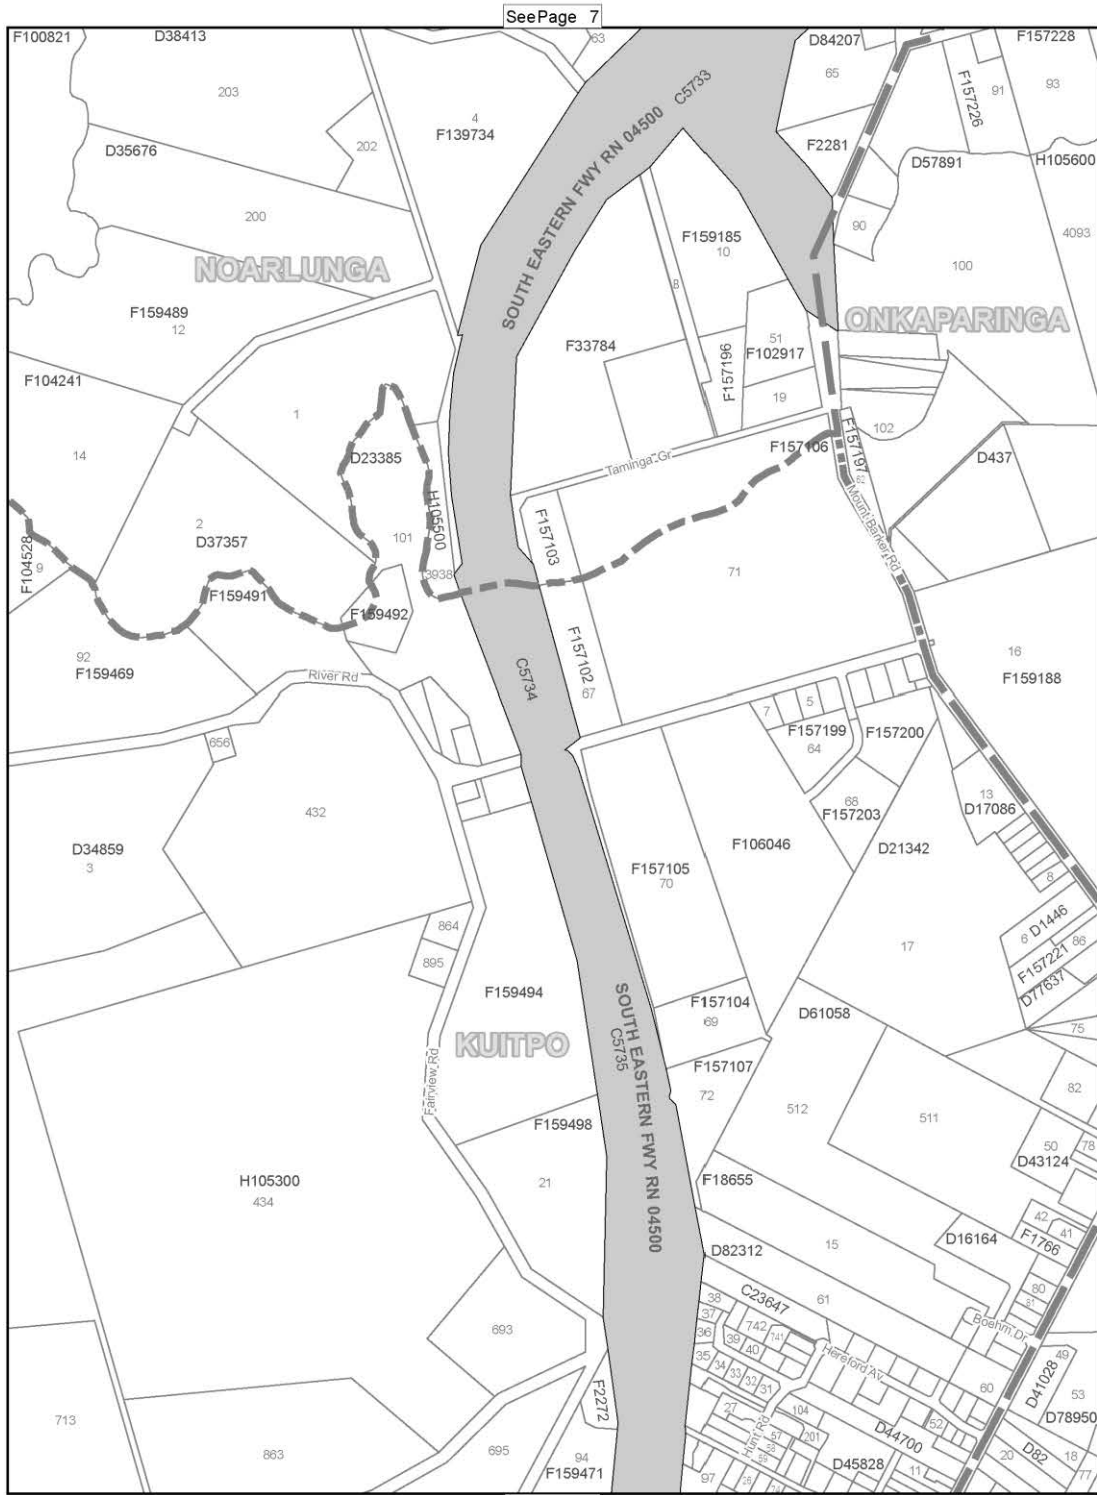 See Page 7
F100821
D38413
63
D84207
F157228
203
65
91
93
4
F139734
C5733
F157226
202
D35676
F2281
D57891
H105600
200
SOUTH EASTERN FWY RN 04500
90
4093
F159185
10
NOARLUNGA
100
8
F159489
12
ONKAPARINGA
F33784
51
F102917
F157196
F104241
19
1
102
14
F157106
F157197
D23385
Taminga Gr
D437
62
H105500
Mount Barker Rd
2
D37357
101
F157103
F104528
9
3938
71
F159491
F159492
F157102
92
F159469
C5734
16
F159188
River Rd
67
7
5
F157199
64
F157200
656
13
D17086
432
68
F157203
D34859
3
F106046
D21342
F157105
70
8
864
6
D1446
86
17
895
F157221
D77637
F159494
SOUTH EASTERN FWY RN 04500
C5735
F157104
69
D61058
75
KUITPO
Fairview Rd
F157107
72
82
512
511
F159498
50
D43124
78
H105300
434
21
F18655
42
41
D16164
F1766
15
D82312
80
81
C23647
61
38
37
36
742
741
39
40
Boehm Dr
693
35
34
33
32
31
Hereford Av
49
D41028
53
60
F2272
27
104
D78950
713
Hunt Rd
57
58
59
201
D44700
52
863
695
94
F159471
D45828
11
20
D82
18
77
97
26
24